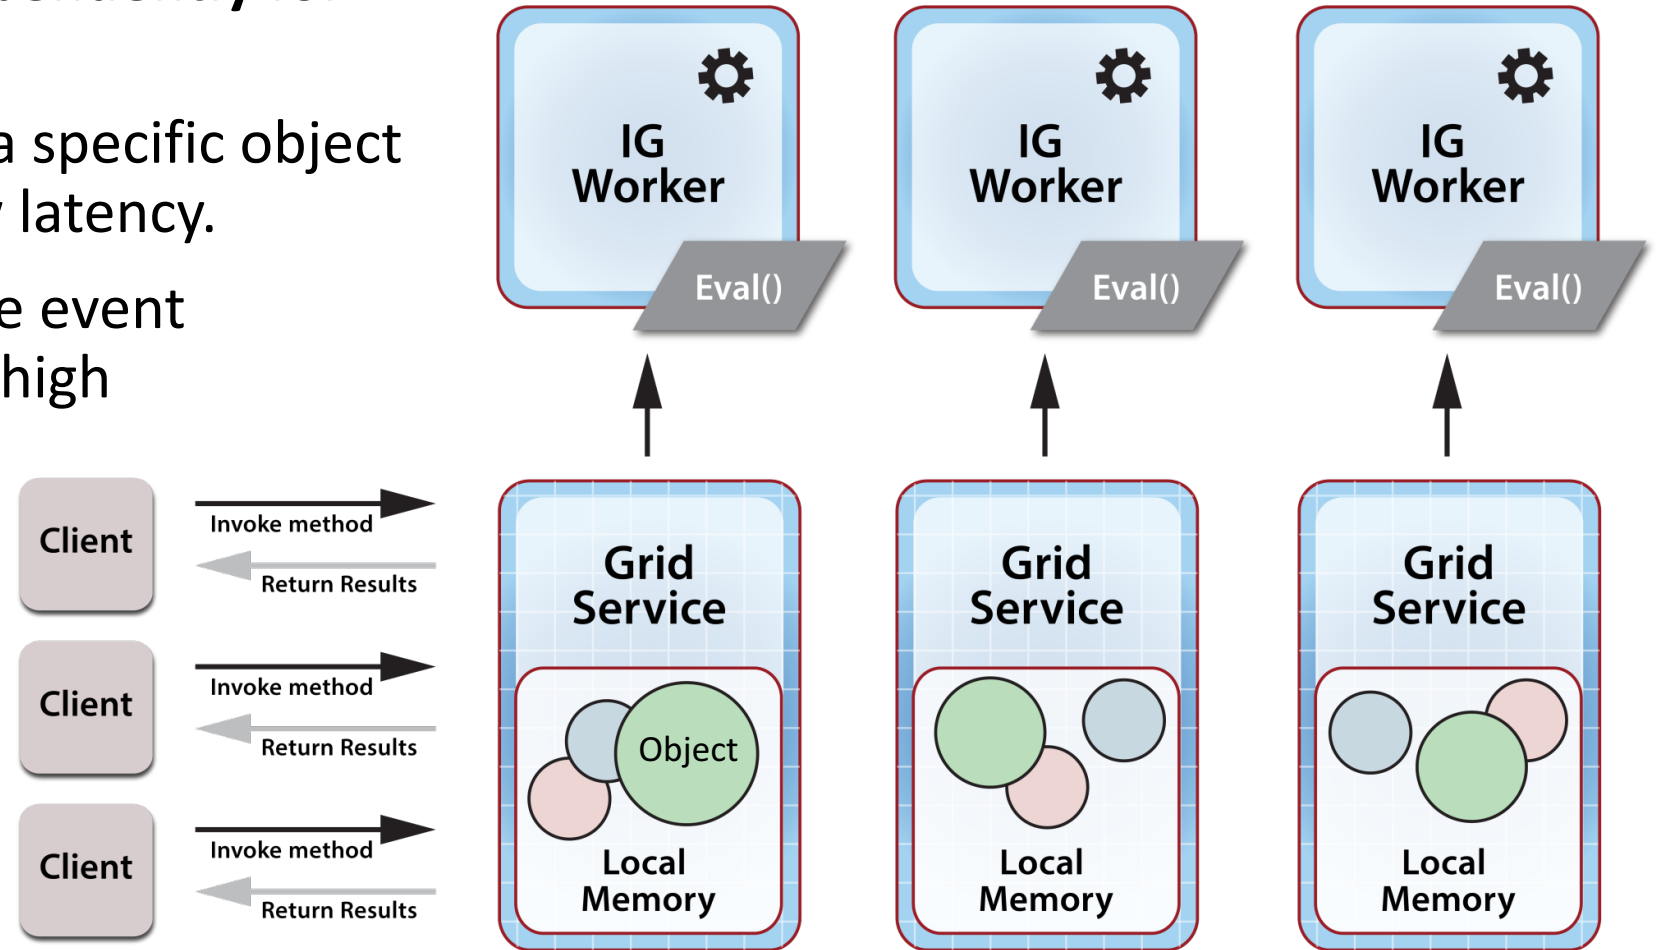 a specific object
latency.
e event
high
IG
Worker
Eval()
IG
Worker
Eval()
IG
Worker
Eval()
Client
Invoke method
Return Results
Client
Invoke method
Return Results
Client
Invoke method
Return Results
Grid
Service
Object
Local
Memory
Grid
Service
Local
Memory
Grid
Service
Local
Memory